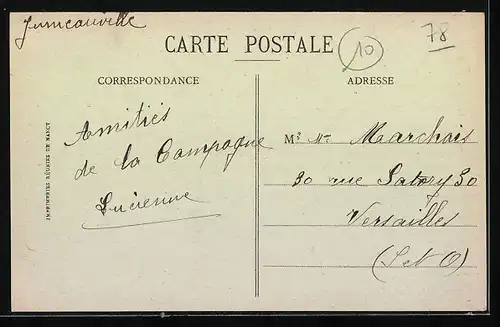 Jumeauville
CARTE POSTALE
10
78
CORRESPONDANCE
ADRESSE
IMPRIMERIES RÉUNIES DE NANCY
Amitiés
de la Campagne
Lucienne
Mr Me Marchais
30 rue Satory 30
Versailles
(S et O)